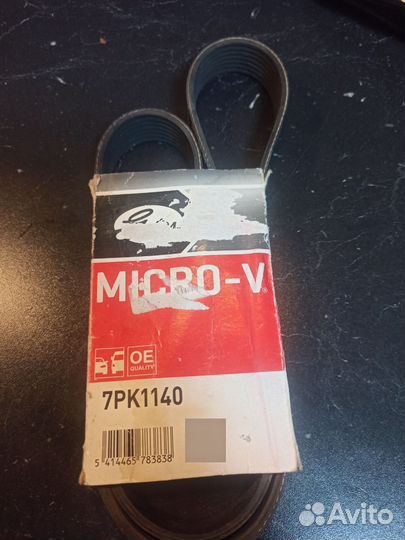 MICRO-V
OE
QUALITY
7PK1140
5 414465 783838
Avito